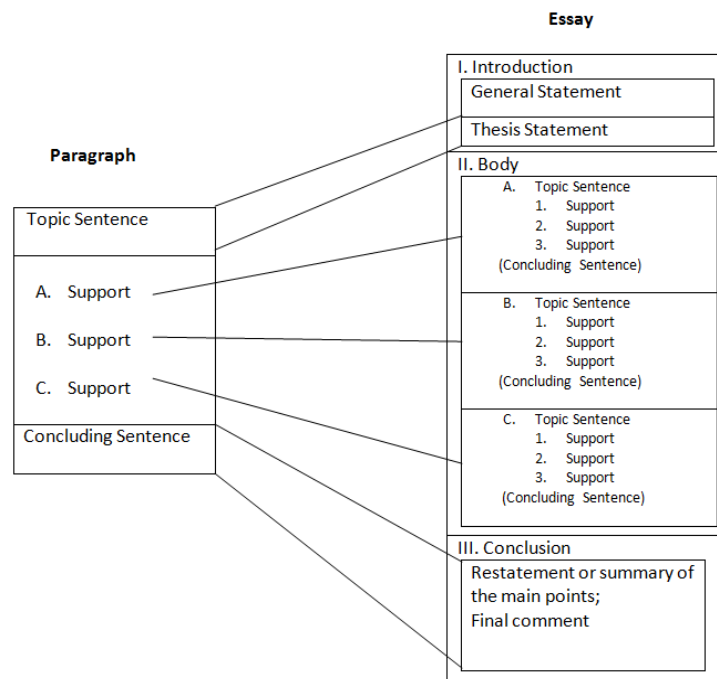 Essay
I. Introduction
General Statement
Thesis Statement
Paragraph
Topic Sentence
A. Support
B. Support
C. Support
Concluding Sentence
II. Body
A. Topic Sentence
1. Support
2. Support
3. Support
(Concluding Sentence)
B. Topic Sentence
1. Support
2. Support
3. Support
(Concluding Sentence)
C. Topic Sentence
1. Support
2. Support
3. Support
(Concluding Sentence)
III. Conclusion
Restatement or summary of
the main points;
Final comment